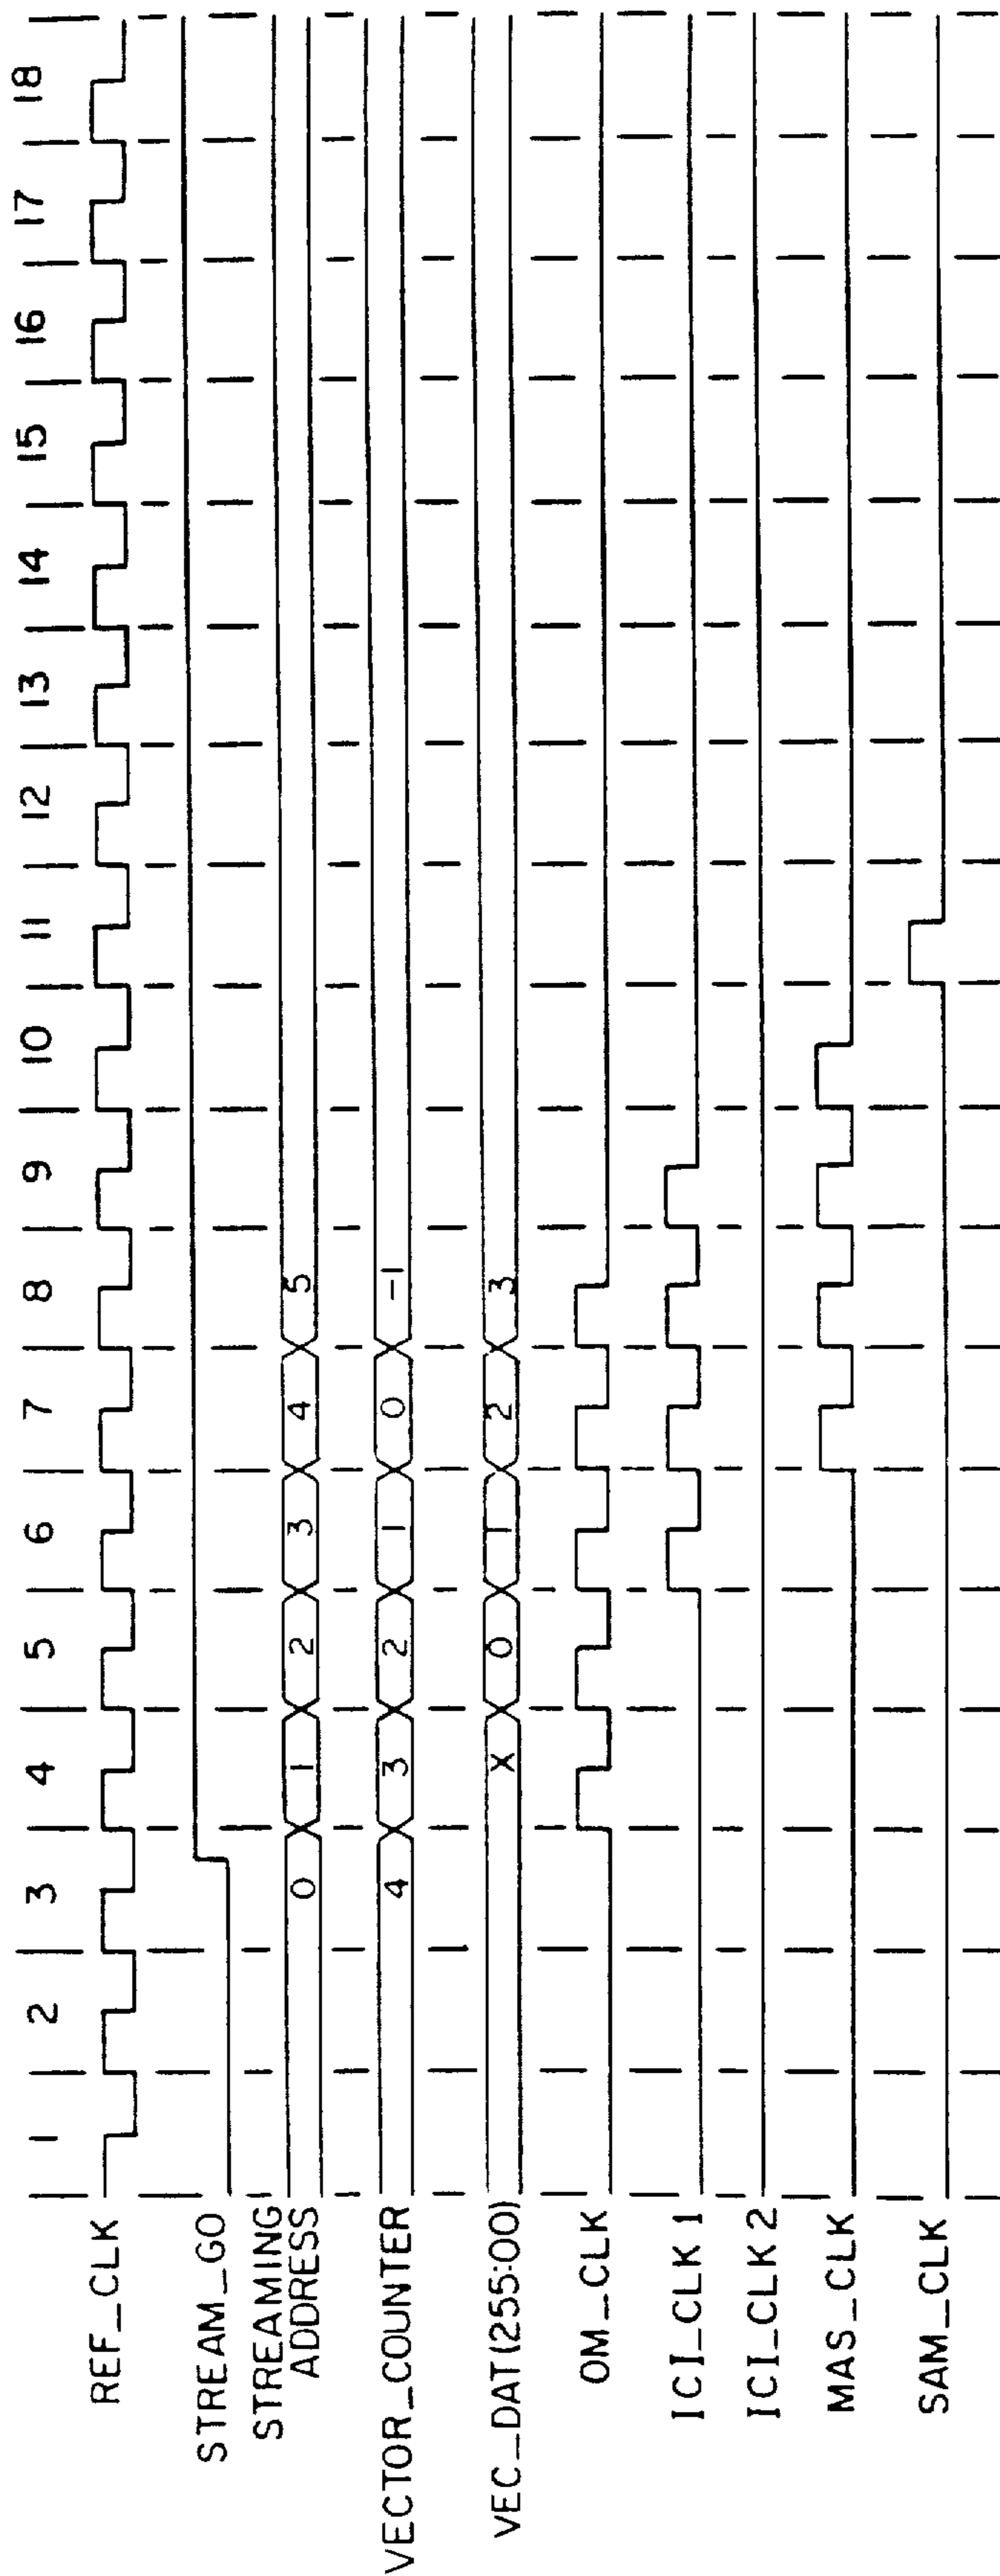 1 2 3 4 5 6 7 8 9 10 11 12 13 14 15 16 17 18
REF_CLK
STREAM_GO
STREAMING
ADDRESS
0 1 2 3 4 5
VECTOR_COUNTER
4 3 2 1 0 -1
VEC_DAT(255:00)
X 0 1 2 3
OM_CLK
ICI_CLK 1
ICI_CLK 2
MAS_CLK
SAM_CLK